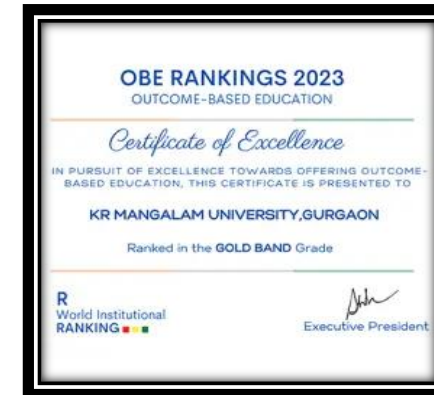 OBE RANKINGS 2023
OUTCOME-BASED EDUCATION
Certificate of Excellence
IN PURSUIT OF EXCELLENCE TOWARDS OFFERING OUTCOME-
BASED EDUCATION, THIS CERTIFICATE IS PRESENTED TO
KR MANGALAM UNIVERSITY,GURGAON
Ranked in the GOLD BAND Grade
R
World Institutional
RANKING
Executive President